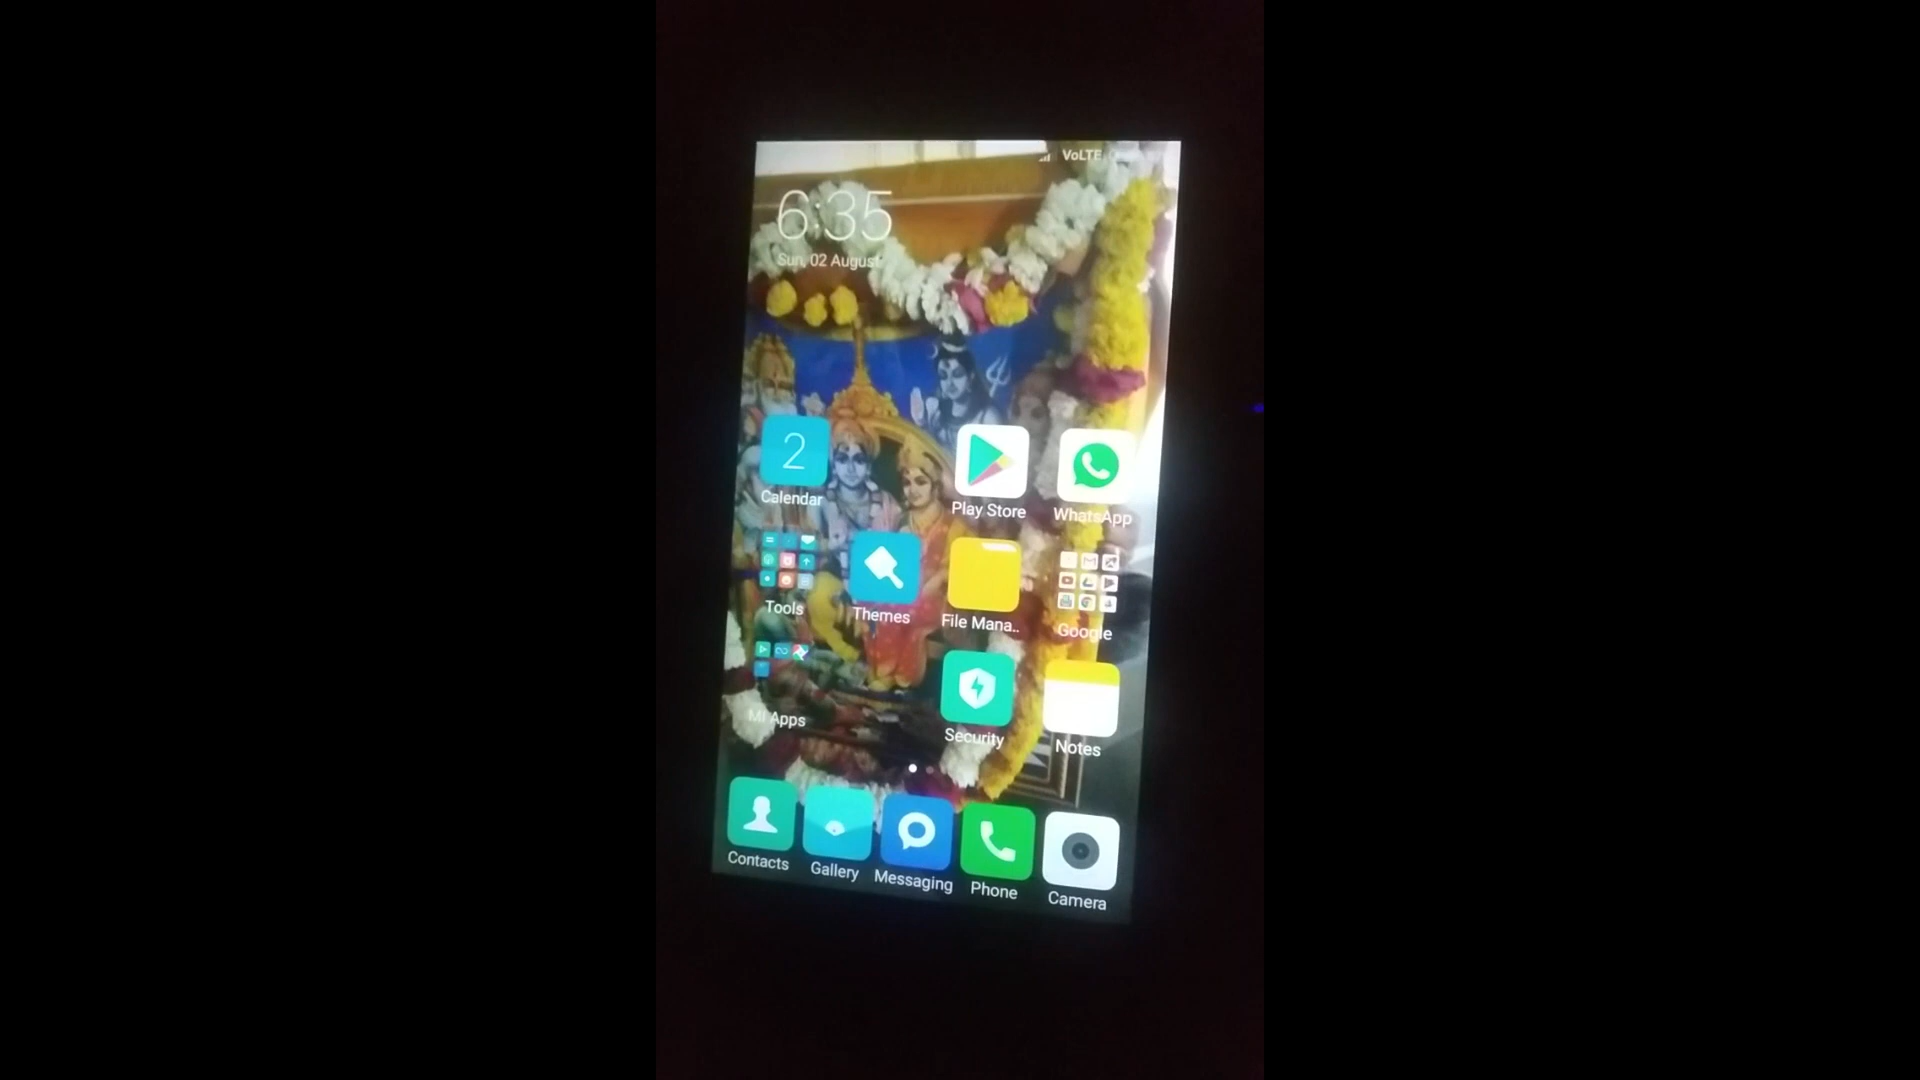 VoLTE
6:35
Sun, 02 August
2
Calendar
Play Store
WhatsApp
Tools
Themes
File Mana..
Google
MI Apps
Security
Notes
Contacts
Gallery
Messaging
Phone
Camera